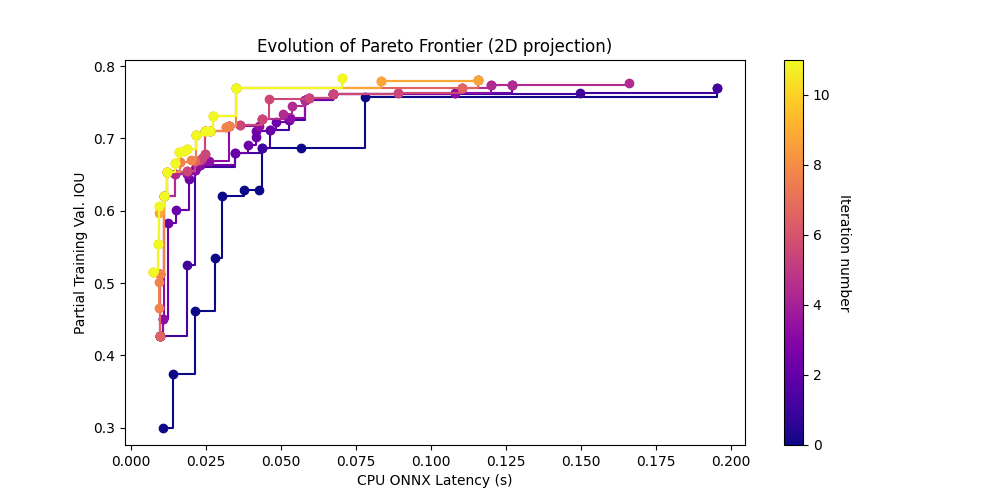 Evolution of Pareto Frontier (2D projection)
Partial Training Val. IOU
0.8
0.7
0.6
0.5
0.4
0.3
0.000 0.025 0.050 0.075 0.100 0.125 0.150 0.175 0.200
CPU ONNX Latency (s)
10
8
6
4
2
0
Iteration number